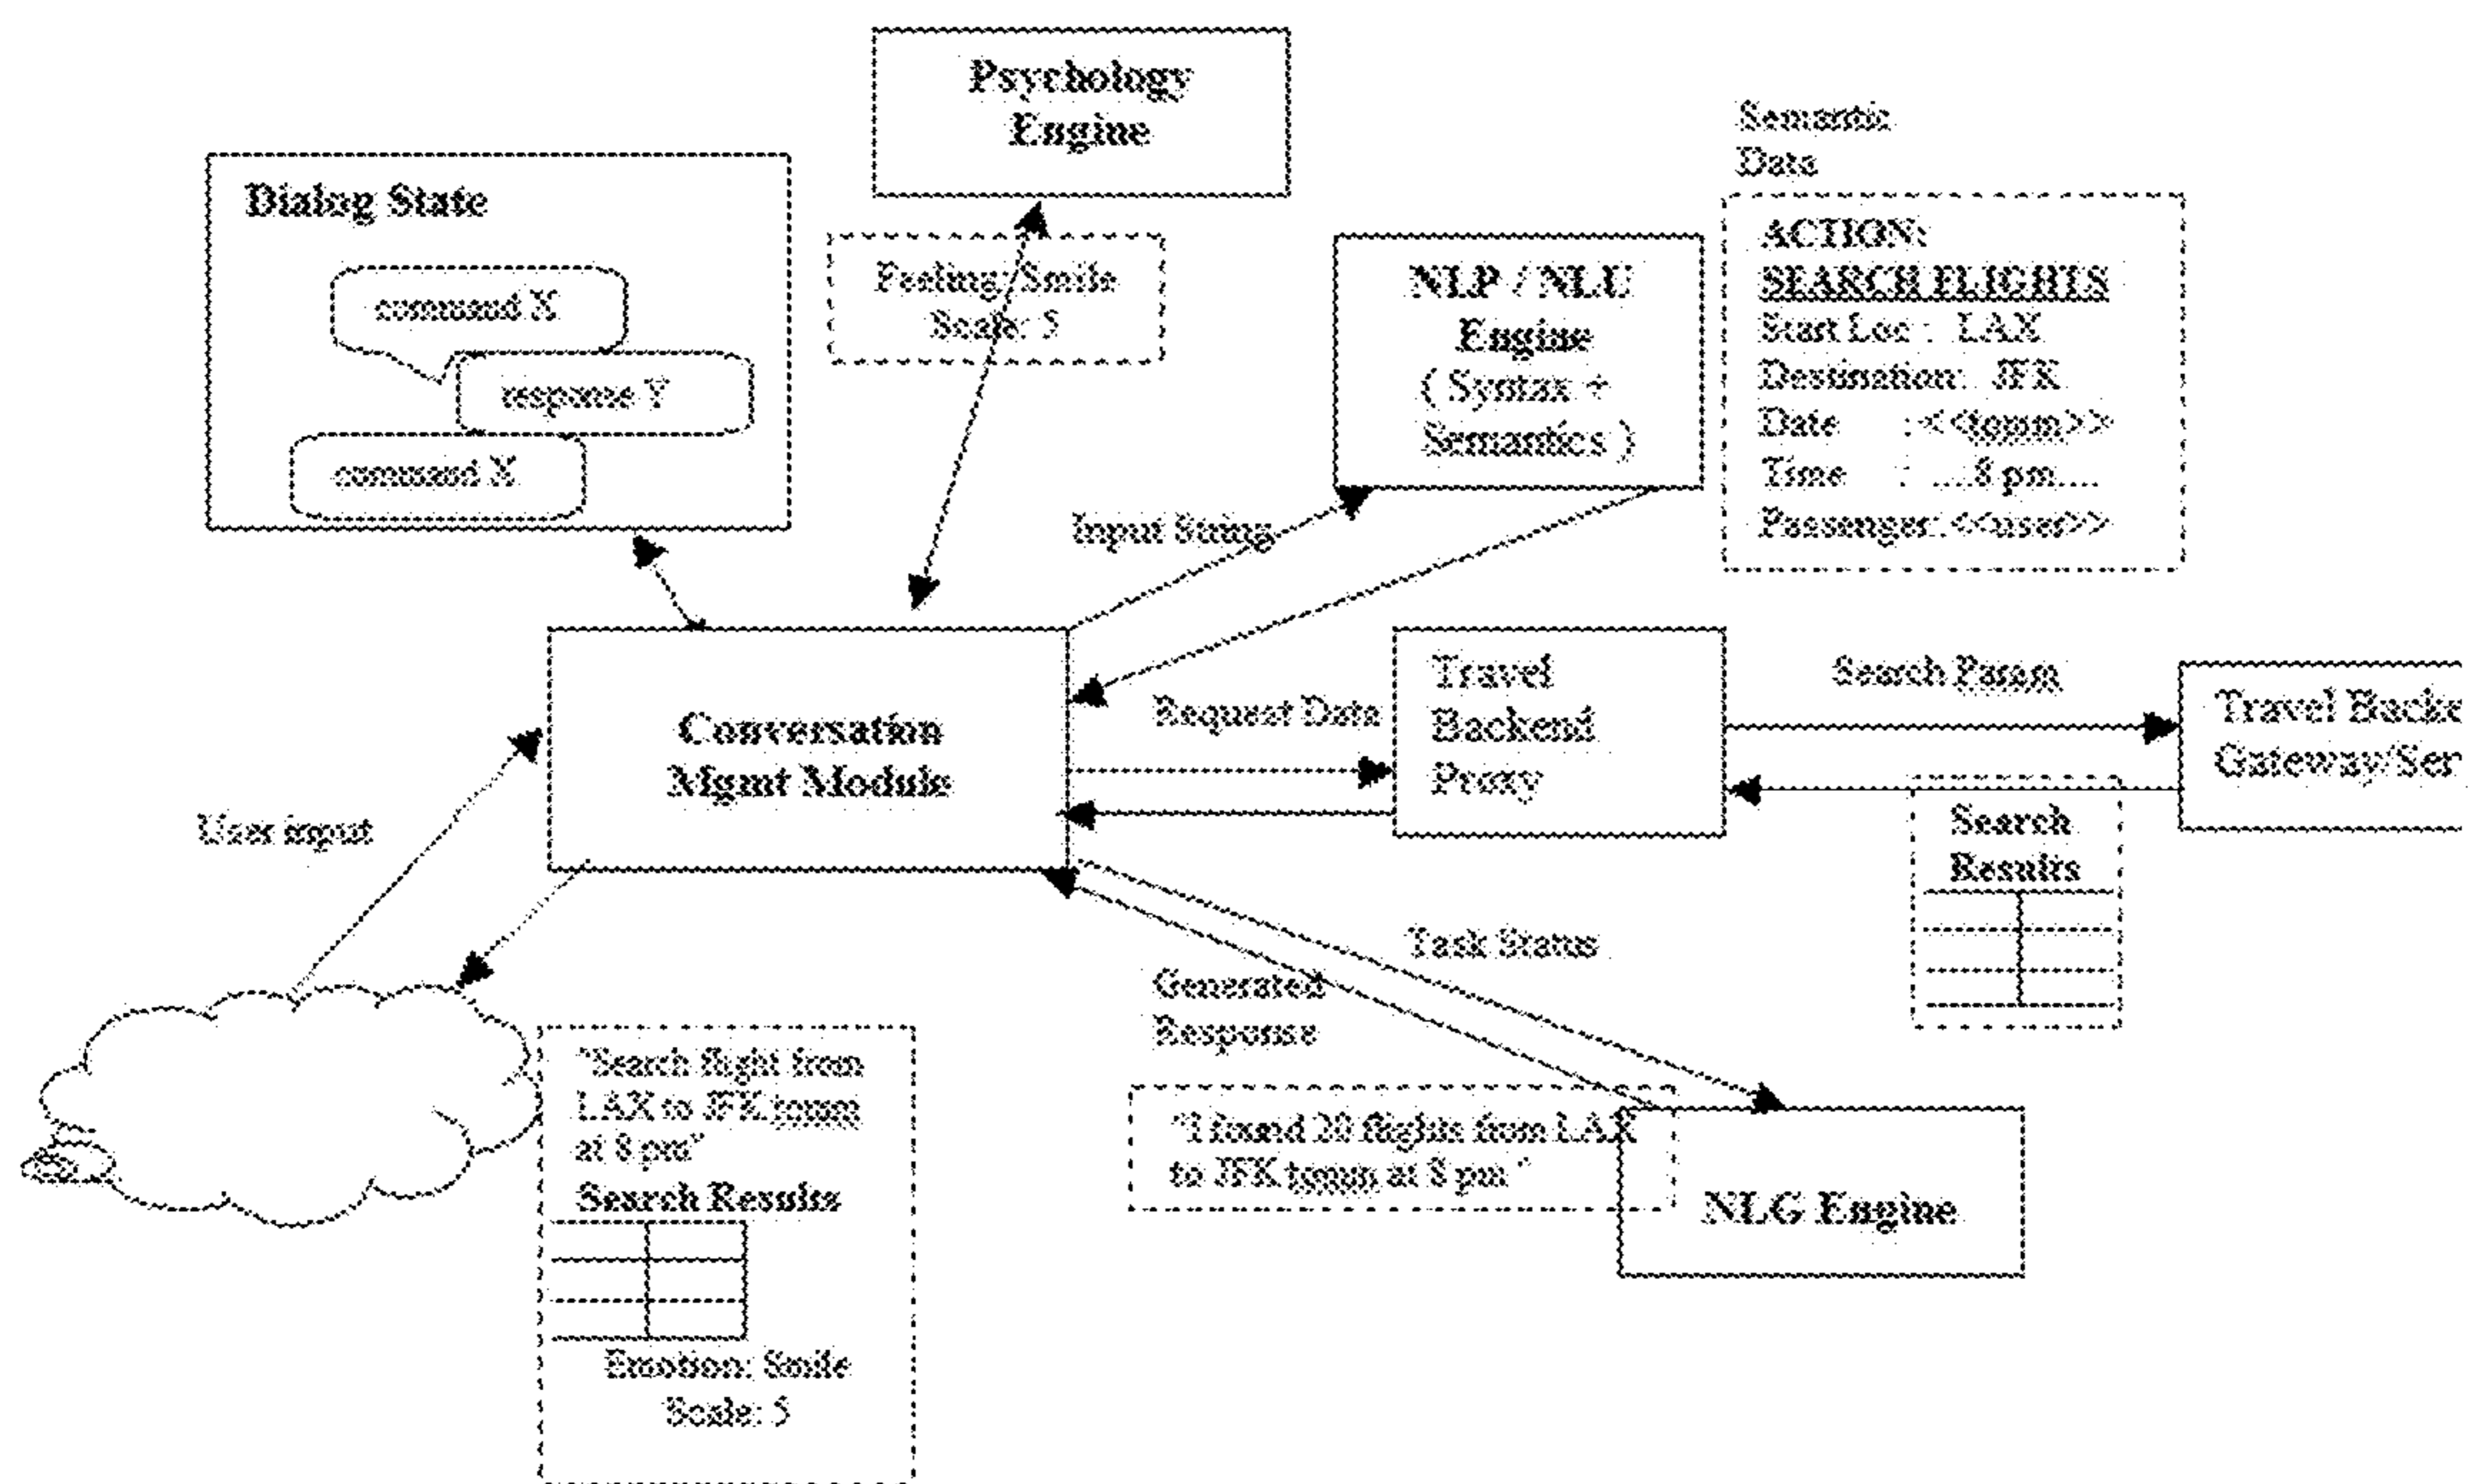 Psychology
Engine
Semantic
Data
Dialog State
command X
response Y
command X
Feeling: Smile
Scale: 5
NLP / NLU
Engine
( Syntax +
Semantics )
ACTION:
SEARCH FLIGHTS
Start Loc : LAX
Destination: JFK
Date :<<tomm>>
Time : ....8 pm.....
Passenger: <<user>>
Input String
Conversation
Mgmt Module
Request Data
Travel
Backend
Proxy
Search Param
Travel Backe
Gateway/Ser
Search
Results
User input
Task Status
Generated
Response
"Search flight from
LAX to JFK tomm
at 8 pm"
Search Results
Emotion: Smile
Scale: 5
"I found 20 flights from LAX
to JFK tomm at 8 pm "
NLG Engine